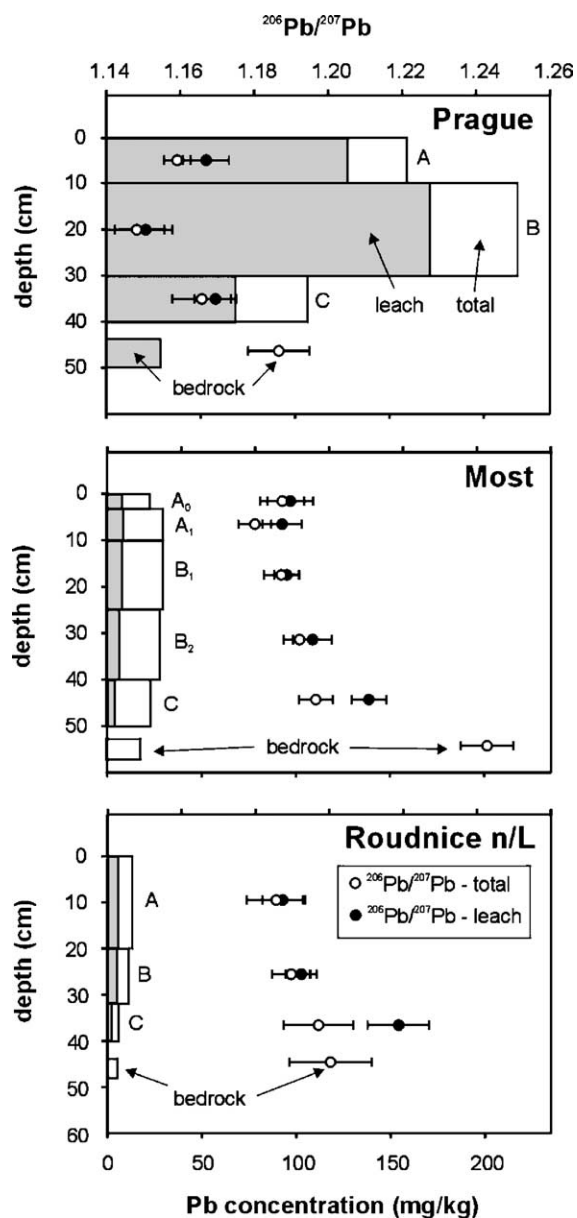 ²⁰⁶Pb/²⁰⁷Pb
1.14 1.16 1.18 1.20 1.22 1.24 1.26
Prague
0
10
20
30
40
50
depth (cm)
A
B
C
leach total
bedrock
Most
0
10
20
30
40
50
depth (cm)
A₀
A₁
B₁
B₂
C
bedrock
Roudnice n/L
²⁰⁶Pb/²⁰⁷Pb - total
²⁰⁶Pb/²⁰⁷Pb - leach
0
10
20
30
40
50
60
depth (cm)
A
B
C
bedrock
0 50 100 150 200
Pb concentration (mg/kg)